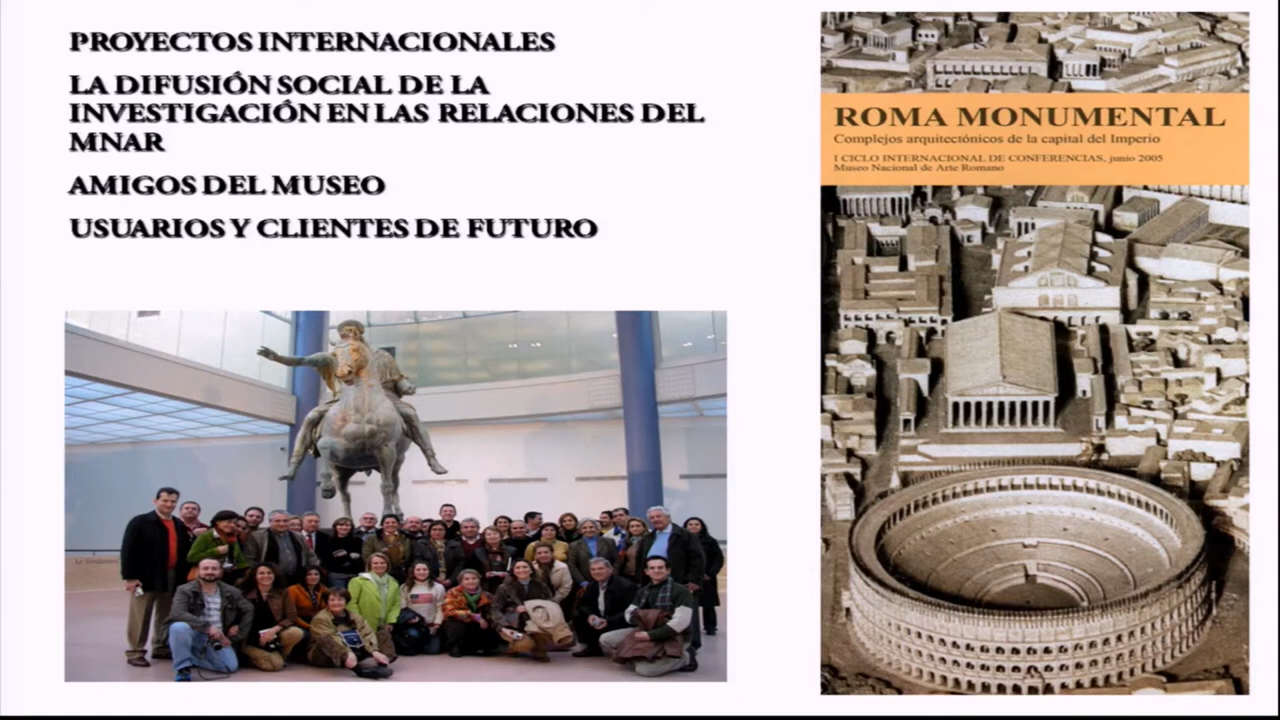 PROYECTOS INTERNACIONALES
LA DIFUSIÓN SOCIAL DE LA
INVESTIGACIÓN EN LAS RELACIONES DEL
MNAR
AMIGOS DEL MUSEO
USUARIOS Y CLIENTES DE FUTURO
ROMA MONUMENTAL
Complejos arquitectónicos de la capital del Imperio
I CICLO INTERNACIONAL DE CONFERENCIAS, junio 2005
Museo Nacional de Arte Romano